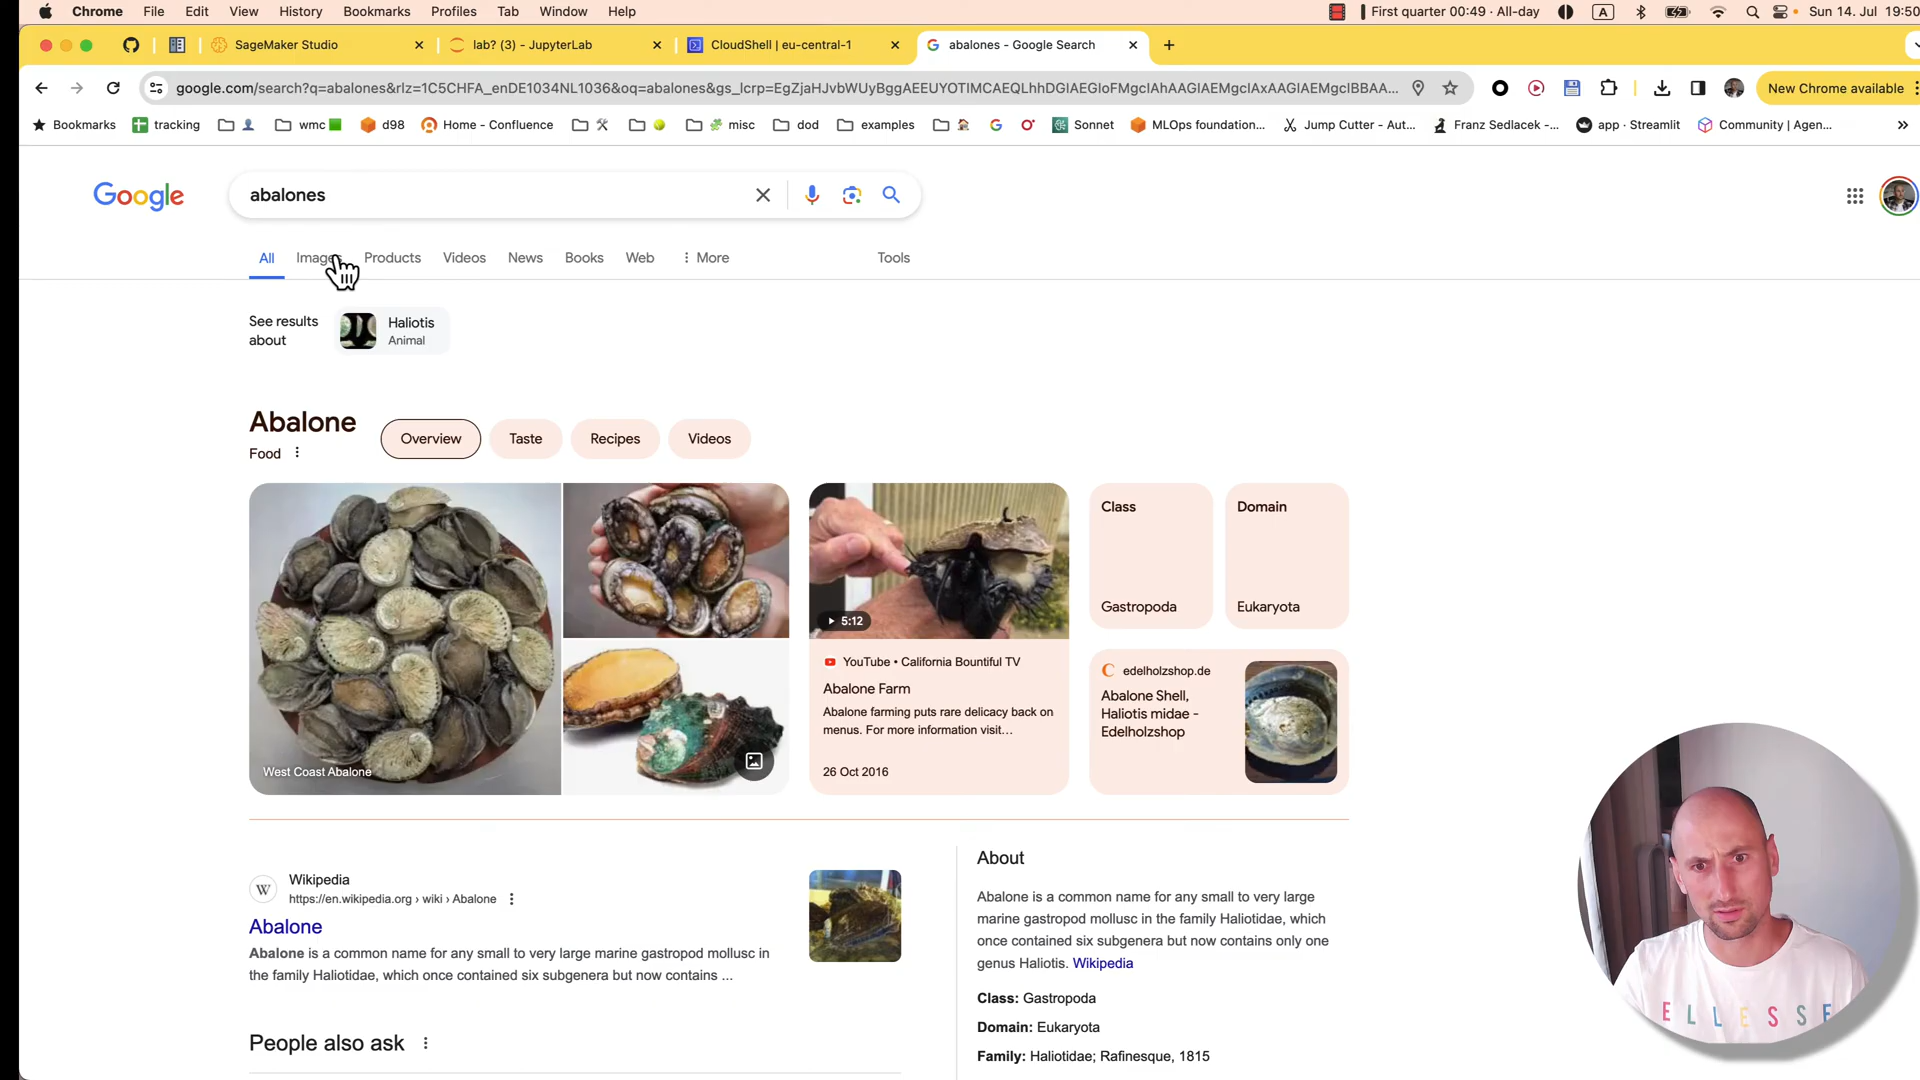 Chrome File Edit View History Bookmarks Profiles Tab Window Help First quarter 00:49 · All-day A Sun 14. Jul 19:50
SageMaker Studio lab? (3) - JupyterLab CloudShell | eu-central-1 abalones - Google Search
google.com/search?q=abalones&rlz=1C5CHFA_enDE1034NL1036&oq=abalones&gs_lcrp=EgZjaHJvbWUyBggAEEUYOTIMCAEQLhhDGIAEGIoFMgcIAhAAGIAEMgcIAxAAGIAEMgcIBBAA... New Chrome available
Bookmarks tracking wmc d98 Home - Confluence misc dod examples Sonnet MLOps foundation... Jump Cutter - Aut... Franz Sedlacek -... app · Streamlit Community | Agen...
Google abalones
All Images Products Videos News Books Web More Tools
See results about
Haliotis
Animal
Abalone
Food
Overview Taste Recipes Videos
West Coast Abalone
5:12
YouTube • California Bountiful TV
Abalone Farm
Abalone farming puts rare delicacy back on
menus. For more information visit...
26 Oct 2016
Class
Gastropoda
Domain
Eukaryota
edelholzshop.de
Abalone Shell,
Haliotis midae -
Edelholzshop
W
Wikipedia
https://en.wikipedia.org › wiki › Abalone
Abalone
Abalone is a common name for any small to very large marine gastropod mollusc in
the family Haliotidae, which once contained six subgenera but now contains ...
People also ask
About
Abalone is a common name for any small to very large
marine gastropod mollusc in the family Haliotidae, which
once contained six subgenera but now contains only one
genus Haliotis. Wikipedia
Class: Gastropoda
Domain: Eukaryota
Family: Haliotidae; Rafinesque, 1815
ELLESSE